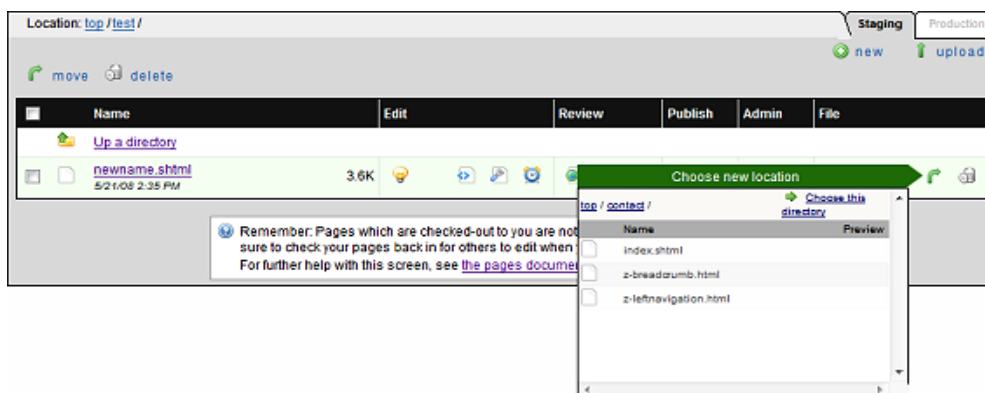 Location: top / test /
Staging
Production
new
upload
move
delete
Name
Edit
Review
Publish
Admin
File
Up a directory
newname.shtml
3.6K
5/21/08 2:35 PM
Choose new location
top / contact /
Choose this
directory
Name
Preview
index.shtml
z-breadcrumb.html
z-leftnavigation.html
Remember: Pages which are checked-out to you are not
sure to check your pages back in for others to edit when
For further help with this screen, see the pages docume